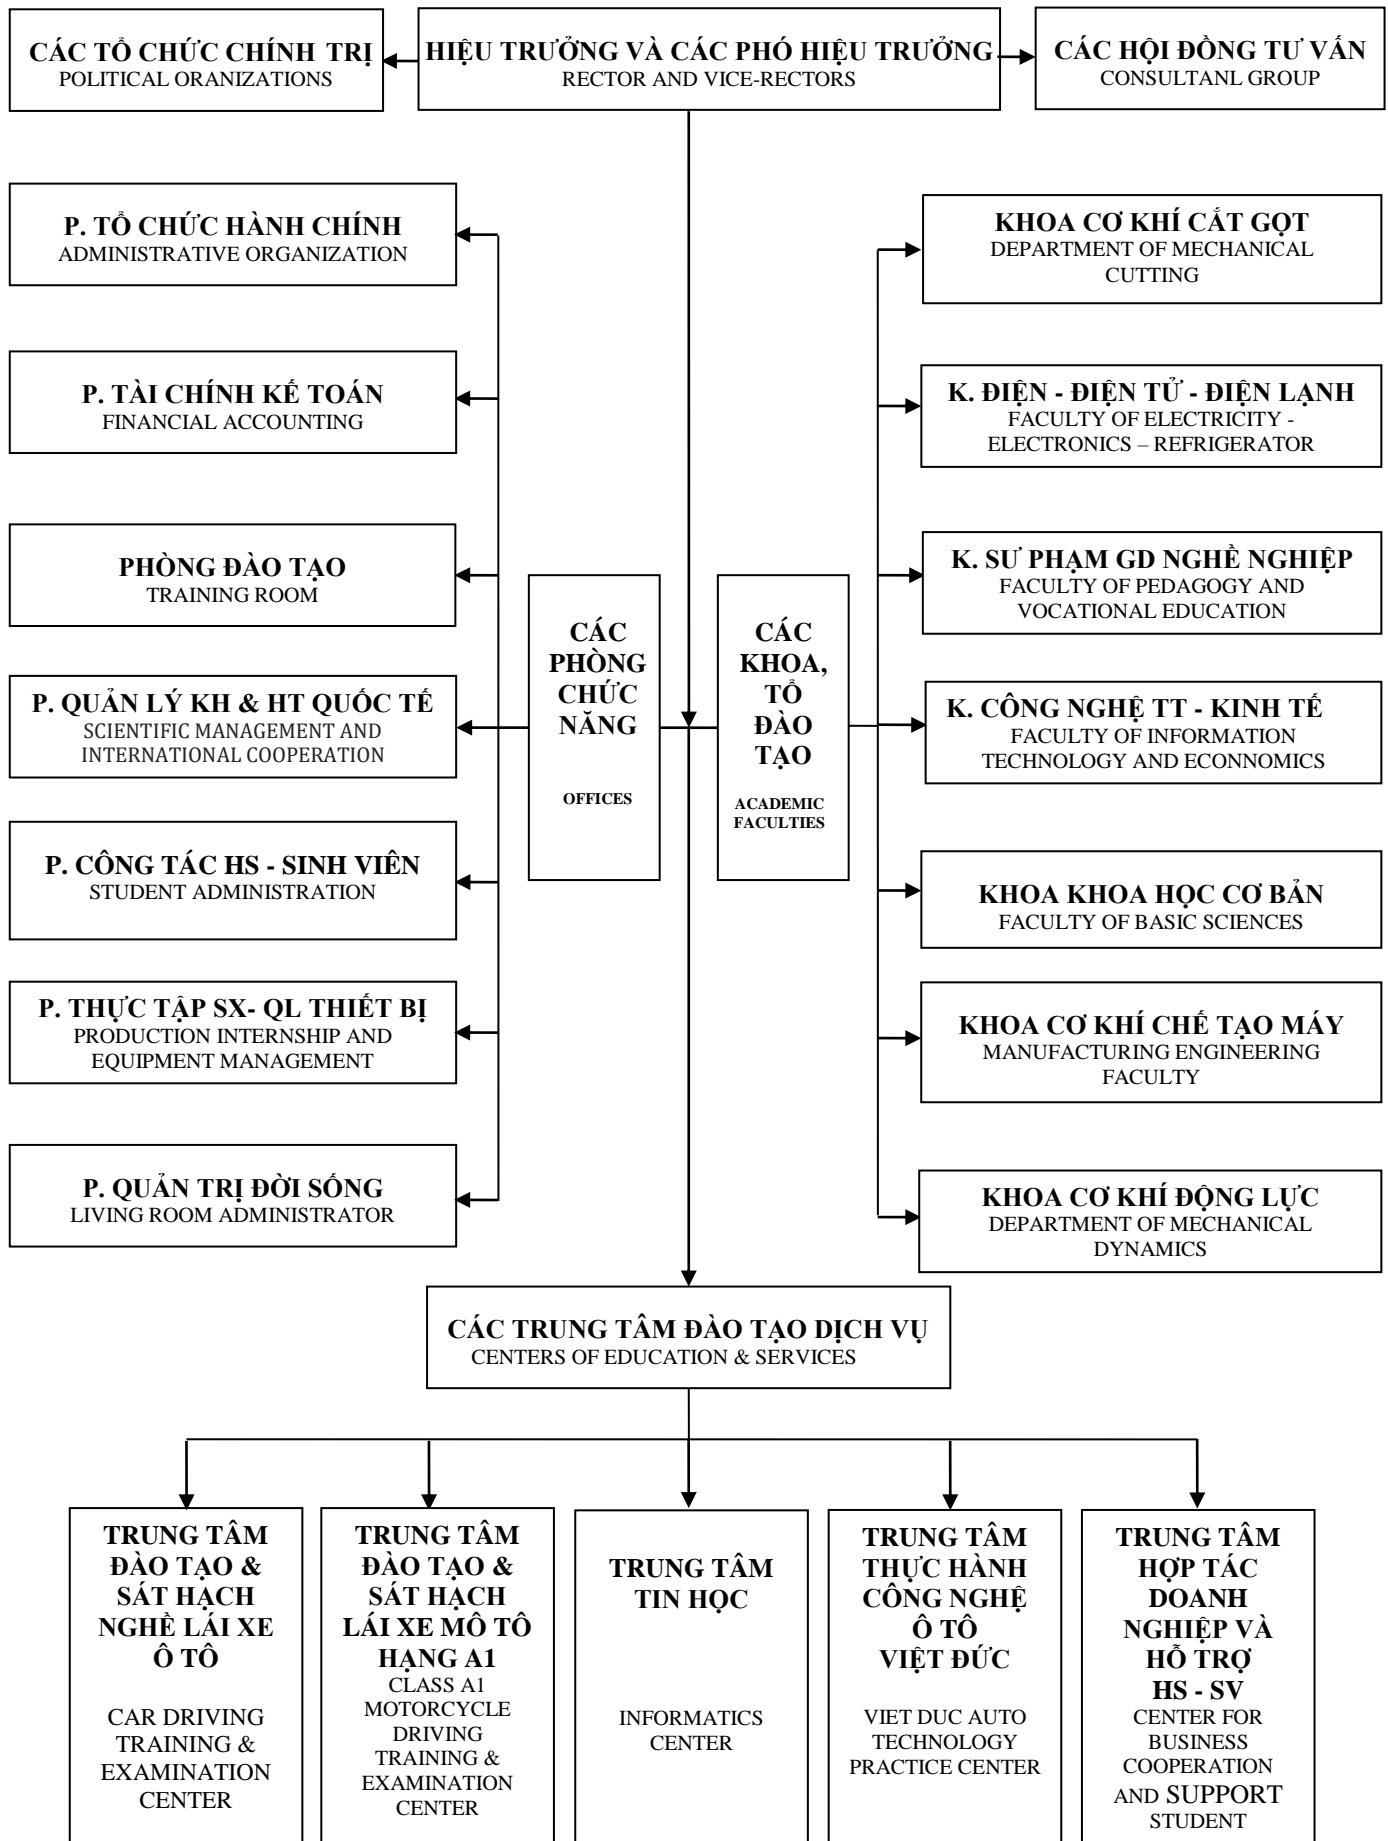 CÁC TỔ CHỨC CHÍNH TRỊ
POLITICAL ORANIZATIONS
HIỆU TRƯỞNG VÀ CÁC PHÓ HIỆU TRƯỞNG
RECTOR AND VICE-RECTORS
CÁC HỘI ĐỒNG TƯ VẤN
CONSULTANL GROUP
P. TỔ CHỨC HÀNH CHÍNH
ADMINISTRATIVE ORGANIZATION
P. TÀI CHÍNH KẾ TOÁN
FINANCIAL ACCOUNTING
PHÒNG ĐÀO TẠO
TRAINING ROOM
P. QUẢN LÝ KH & HT QUỐC TẾ
SCIENTIFIC MANAGEMENT AND
INTERNATIONAL COOPERATION
P. CÔNG TÁC HS - SINH VIÊN
STUDENT ADMINISTRATION
P. THỰC TẬP SX- QL THIẾT BỊ
PRODUCTION INTERNSHIP AND
EQUIPMENT MANAGEMENT
P. QUẢN TRỊ ĐỜI SỐNG
LIVING ROOM ADMINISTRATOR
CÁC
PHÒNG
CHỨC
NĂNG
OFFICES
CÁC
KHOA,
TỔ
ĐÀO
TẠO
ACADEMIC
FACULTIES
KHOA CƠ KHÍ CẮT GỌT
DEPARTMENT OF MECHANICAL
CUTTING
K. ĐIỆN - ĐIỆN TỬ - ĐIỆN LẠNH
FACULTY OF ELECTRICITY -
ELECTRONICS – REFRIGERATOR
K. SƯ PHẠM GD NGHỀ NGHIỆP
FACULTY OF PEDAGOGY AND
VOCATIONAL EDUCATION
K. CÔNG NGHỆ TT - KINH TẾ
FACULTY OF INFORMATION
TECHNOLOGY AND ECONNOMICS
KHOA KHOA HỌC CƠ BẢN
FACULTY OF BASIC SCIENCES
KHOA CƠ KHÍ CHẾ TẠO MÁY
MANUFACTURING ENGINEERING
FACULTY
KHOA CƠ KHÍ ĐỘNG LỰC
DEPARTMENT OF MECHANICAL
DYNAMICS
CÁC TRUNG TÂM ĐÀO TẠO DỊCH VỤ
CENTERS OF EDUCATION & SERVICES
TRUNG TÂM
ĐÀO TẠO &
SÁT HẠCH
NGHỀ LÁI XE
Ô TÔ
CAR DRIVING
TRAINING &
EXAMINATION
CENTER
TRUNG TÂM
ĐÀO TẠO &
SÁT HẠCH
LÁI XE MÔ TÔ
HẠNG A1
CLASS A1
MOTORCYCLE
DRIVING
TRAINING &
EXAMINATION
CENTER
TRUNG TÂM
TIN HỌC
INFORMATICS
CENTER
TRUNG TÂM
THỰC HÀNH
CÔNG NGHỆ
Ô TÔ
VIỆT ĐỨC
VIET DUC AUTO
TECHNOLOGY
PRACTICE CENTER
TRUNG TÂM
HỢP TÁC
DOANH
NGHIỆP VÀ
HỖ TRỢ
HS - SV
CENTER FOR
BUSINESS
COOPERATION
AND SUPPORT
STUDENT